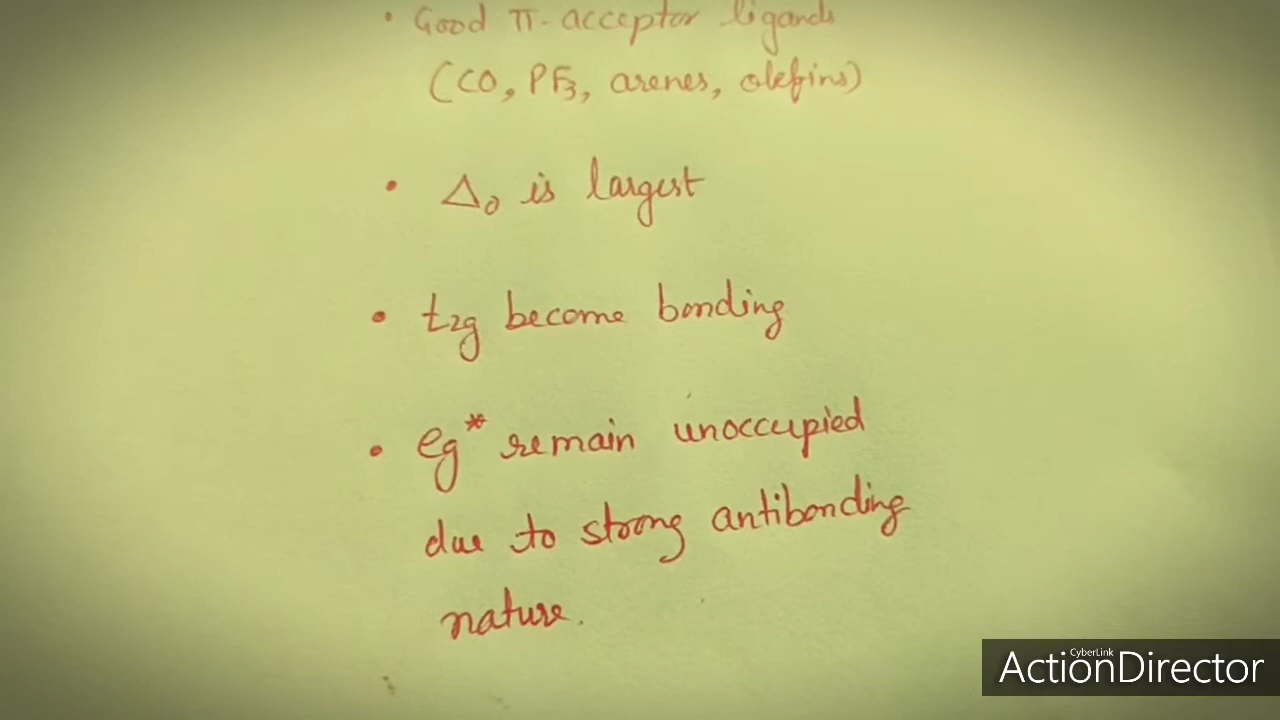 • Good π-acceptor ligands
(CO, PF₃, arenes, olefins)
• Δ₀ is largest
• t₂g become bonding
• eg* remain unoccupied
due to strong antibonding
nature.
CyberLink
ActionDirector